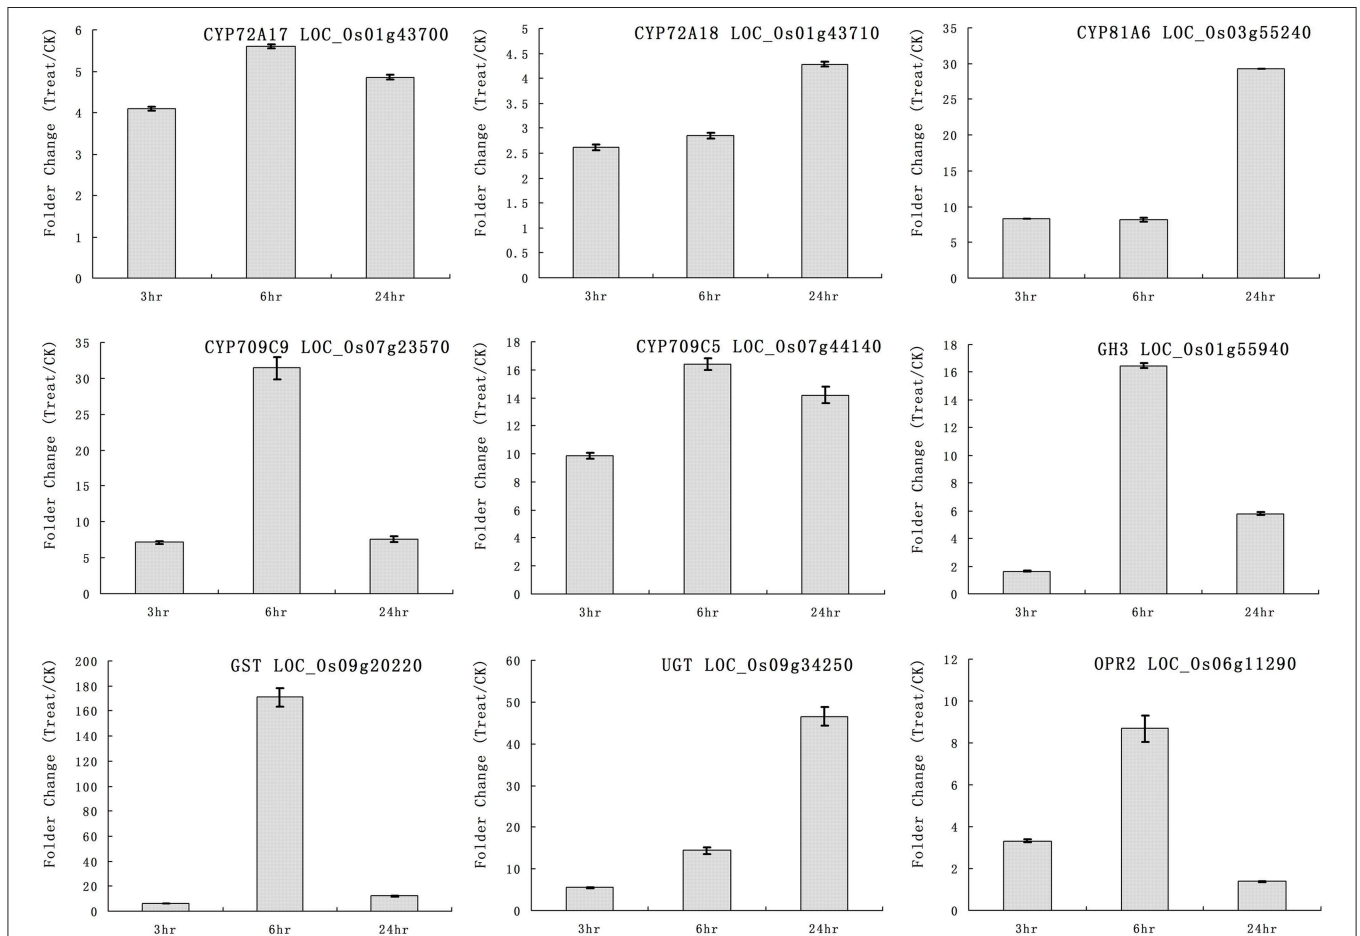 CYP72A17 LOC_Os01g43700
Folder Change (Treat/CK)
6
5
4
3
2
1
0
3hr 6hr 24hr
CYP72A18 LOC_Os01g43710
Folder Change (Treat/CK)
5
4.5
4
3.5
3
2.5
2
1.5
1
0.5
0
3hr 6hr 24hr
CYP81A6 LOC_Os03g55240
Folder Change (Treat/CK)
35
30
25
20
15
10
5
0
3hr 6hr 24hr
CYP709C9 LOC_Os07g23570
Folder Change (Treat/CK)
35
30
25
20
15
10
5
0
3hr 6hr 24hr
CYP709C5 LOC_Os07g44140
Folder Change (Treat/CK)
18
16
14
12
10
8
6
4
2
0
3hr 6hr 24hr
GH3 LOC_Os01g55940
Folder Change (Treat/CK)
18
16
14
12
10
8
6
4
2
0
3hr 6hr 24hr
GST LOC_Os09g20220
Folder Change (Treat/CK)
200
180
160
140
120
100
80
60
40
20
0
3hr 6hr 24hr
UGT LOC_Os09g34250
Folder Change (Treat/CK)
60
50
40
30
20
10
0
3hr 6hr 24hr
OPR2 LOC_Os06g11290
Folder Change (Treat/CK)
12
10
8
6
4
2
0
3hr 6hr 24hr